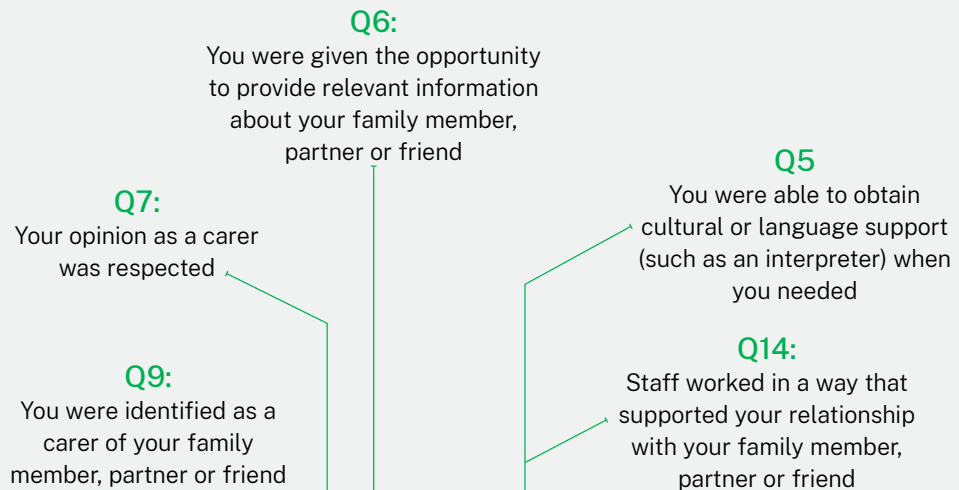 Q6:
You were given the opportunity
to provide relevant information
about your family member,
partner or friend
Q5
You were able to obtain
cultural or language support
(such as an interpreter) when
you needed
Q7:
Your opinion as a carer
was respected
Q14:
Staff worked in a way that
supported your relationship
with your family member,
partner or friend
Q9:
You were identified as a
carer of your family
member, partner or friend